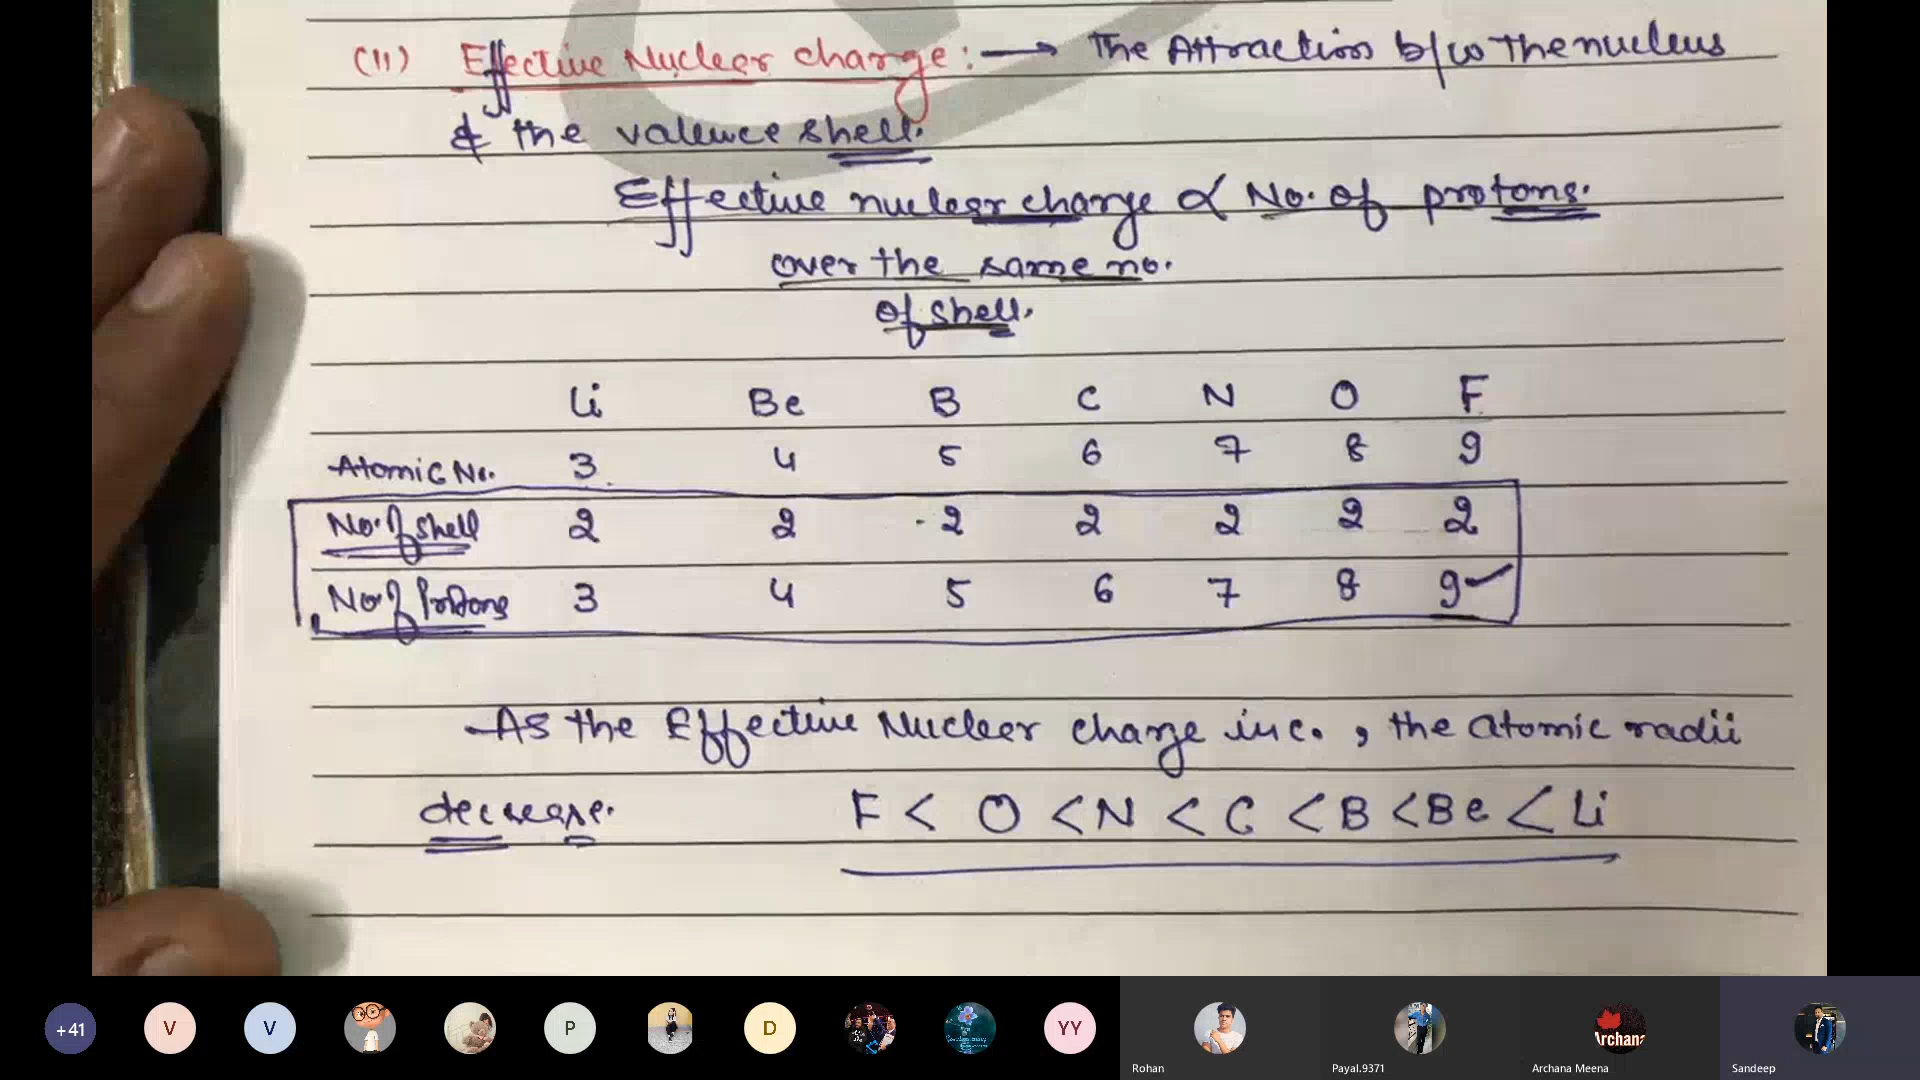 (11) Effective Nucleer charge : → The Attraction b/w the nucleus
& the valence shell.
Effective nucleer charge ∝ No. of protons.
over the same no.
of shell.
Li Be B C N O F
Atomic No. 3 4 5 6 7 8 9
No. of shell 2 2 2 2 2 2 2
No of Protons 3 4 5 6 7 8 9
As the Effective Nucleer charge inc. , the atomic radii
decrease. F < O < N < C < B < Be < Li
+41 V V P D YY
Archana
Rohan Payal.9371 Archana Meena Sandeep